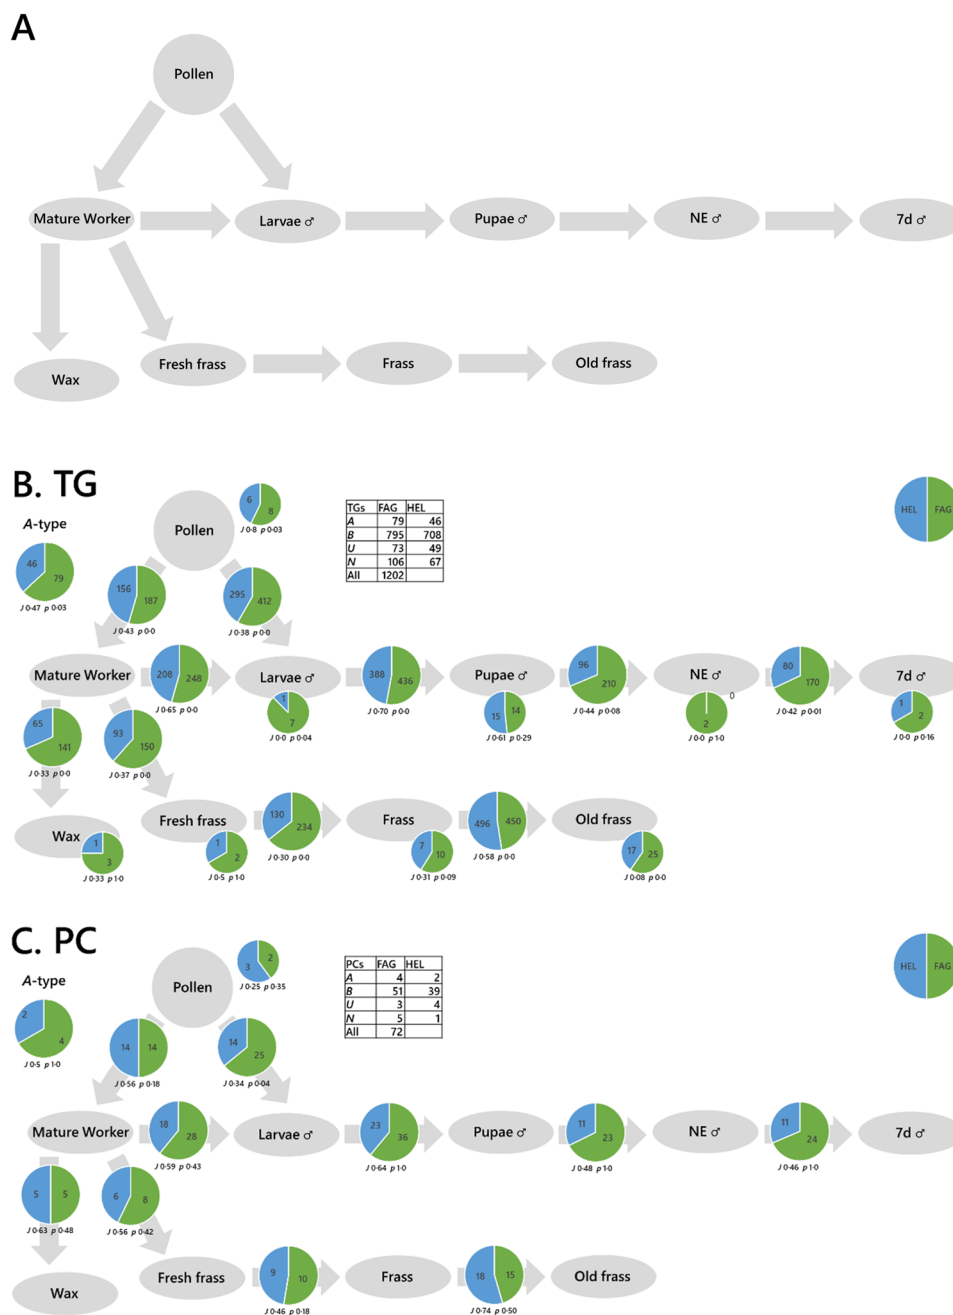 A
Pollen
Mature Worker
Larvae ♂
Pupae ♂
NE ♂
7d ♂
Wax
Fresh frass
Frass
Old frass
B. TG
A-type
46 79
J 0·47 p 0·03
Pollen
6 8
J 0·8 p 0·03
TGs FAG HEL
A 79 46
B 795 708
U 73 49
N 106 67
All 1202
HEL FAG
156 187
J 0·43 p 0·0
295 412
J 0·38 p 0·0
Mature Worker
208 248
J 0·65 p 0·0
Larvae ♂
1 7
J 0·0 p 0·04
388 436
J 0·70 p 0·0
Pupae ♂
15 14
J 0·61 p 0·29
96 210
J 0·44 p 0·08
NE ♂
0
2
J 0·0 p 1·0
80 170
J 0·42 p 0·01
7d ♂
1 2
J 0·0 p 0·16
65 141
J 0·33 p 0·0
93 150
J 0·37 p 0·0
Wax
1 3
J 0·33 p 1·0
Fresh frass
1 2
J 0·5 p 1·0
130 234
J 0·30 p 0·0
Frass
7 10
J 0·31 p 0·09
496 450
J 0·58 p 0·0
Old frass
17 25
J 0·08 p 0·0
C. PC
A-type
2 4
J 0·5 p 1·0
Pollen
3 2
J 0·25 p 0·35
PCs FAG HEL
A 4 2
B 51 39
U 3 4
N 5 1
All 72
HEL FAG
14 14
J 0·56 p 0·18
14 25
J 0·34 p 0·04
Mature Worker
18 28
J 0·59 p 0·43
Larvae ♂
23 36
J 0·64 p 1·0
Pupae ♂
11 23
J 0·48 p 1·0
NE ♂
11 24
J 0·46 p 1·0
7d ♂
5 5
J 0·63 p 0·48
6 8
J 0·56 p 0·42
Wax
Fresh frass
9 10
J 0·46 p 0·18
Frass
18 15
J 0·74 p 0·50
Old frass